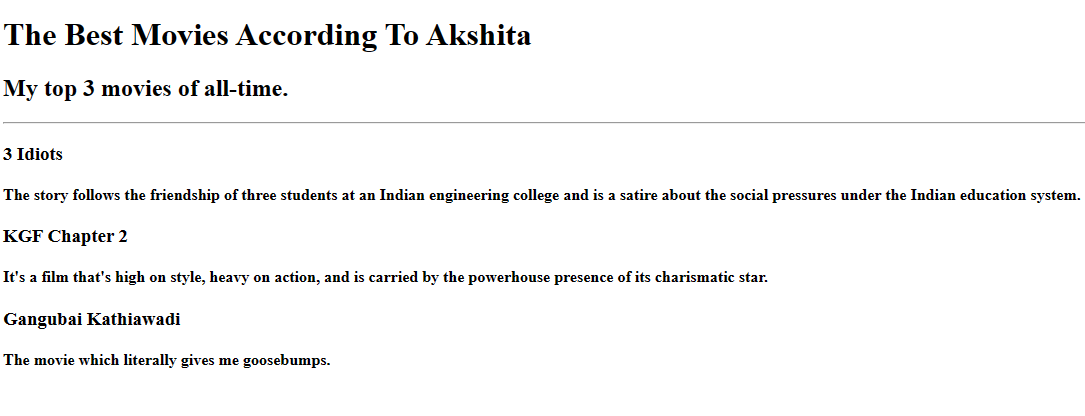 The Best Movies According To Akshita
My top 3 movies of all-time.
3 Idiots
The story follows the friendship of three students at an Indian engineering college and is a satire about the social pressures under the Indian education system.
KGF Chapter 2
It's a film that's high on style, heavy on action, and is carried by the powerhouse presence of its charismatic star.
Gangubai Kathiawadi
The movie which literally gives me goosebumps.